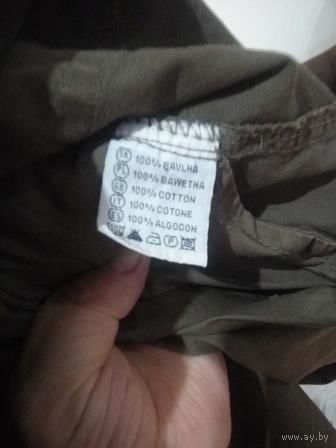 SK 100% BAVLNA
PL 100% BAWEŁNA
GB 100% COTTON
IT 100% COTONE
ES 100% ALGODON
P
www.ay.by